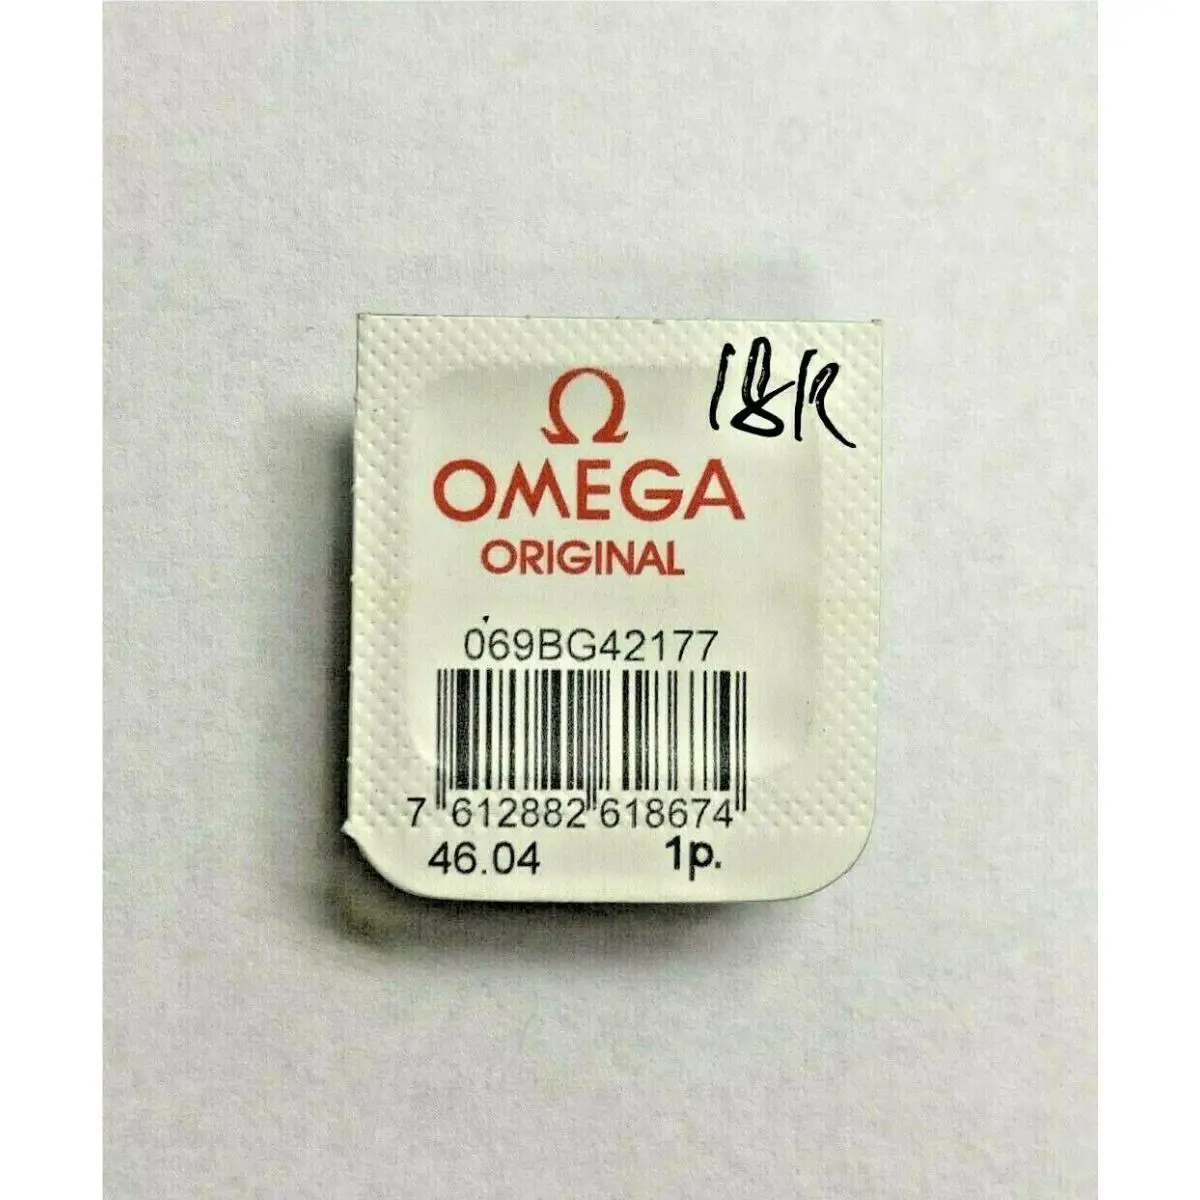 18K
Ω
OMEGA
ORIGINAL
069BG42177
7 612882 618674
46.04 1p.